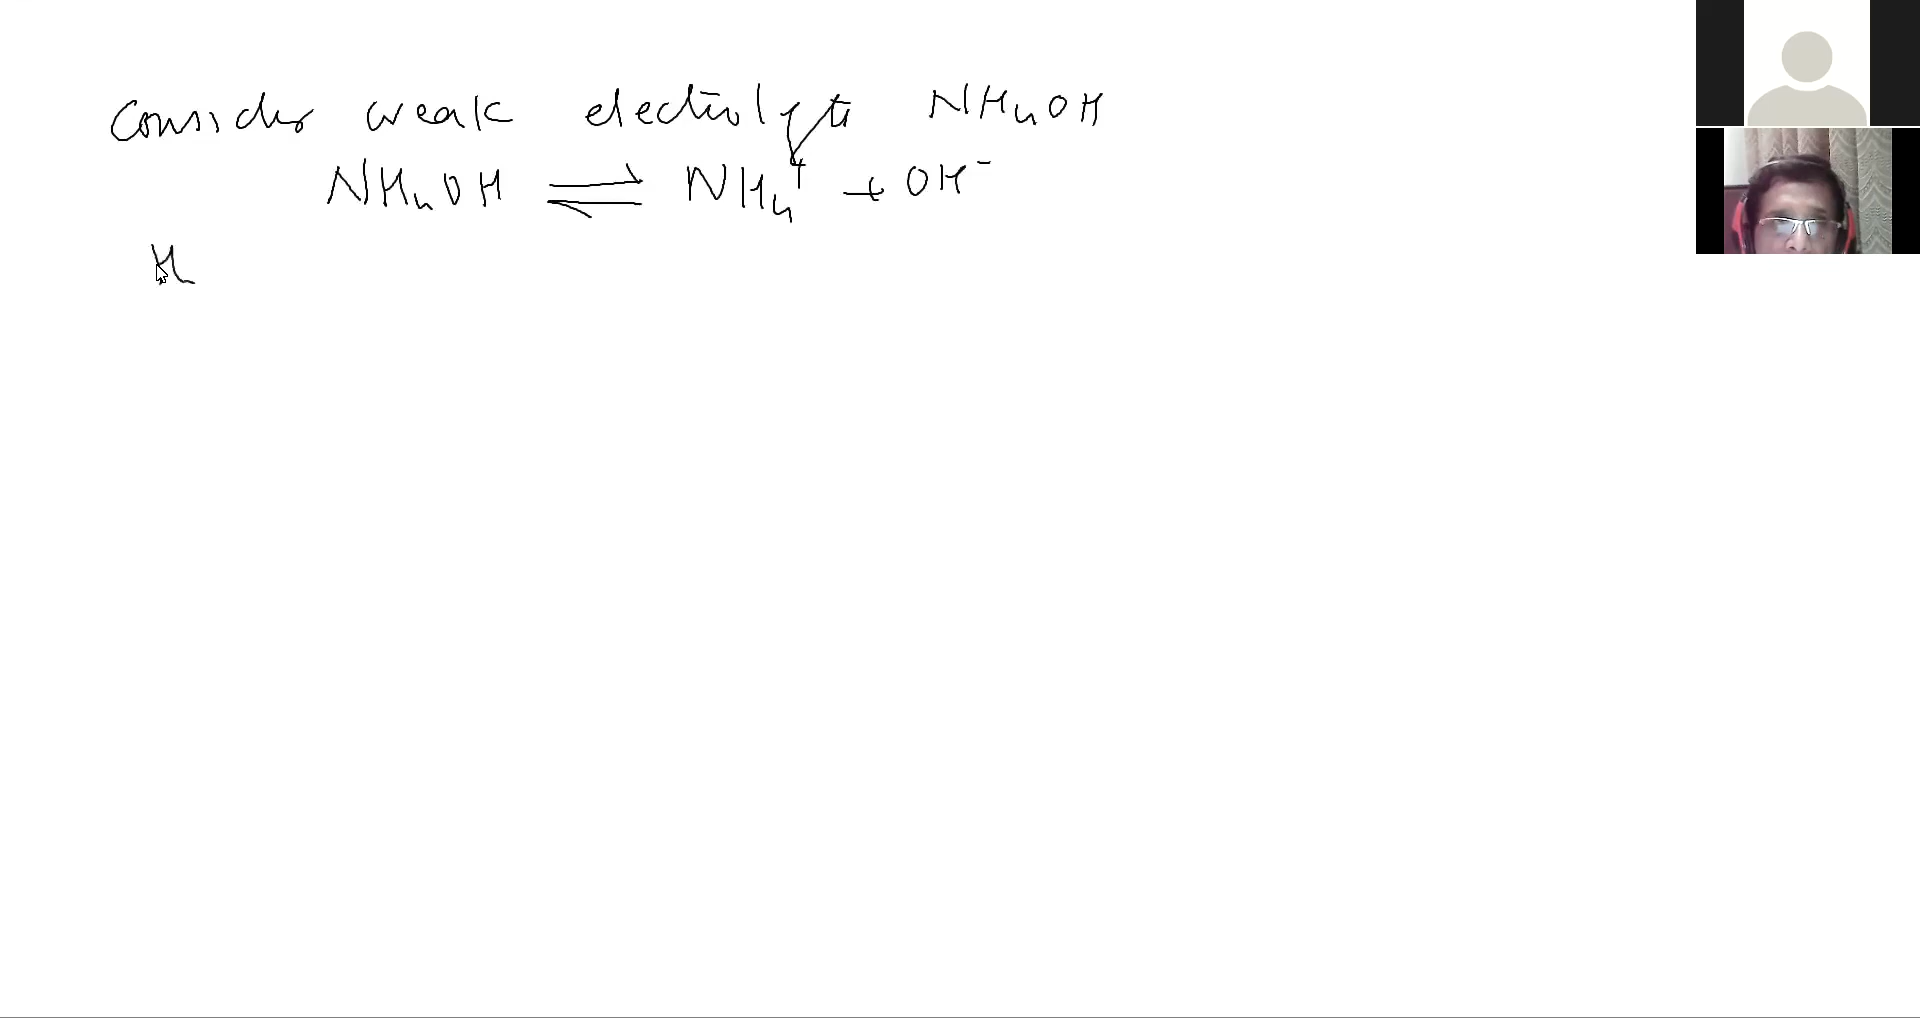 Consider weak electrolyte NH₄OH
NH₄OH ⇌ NH₄⁺ + OH⁻